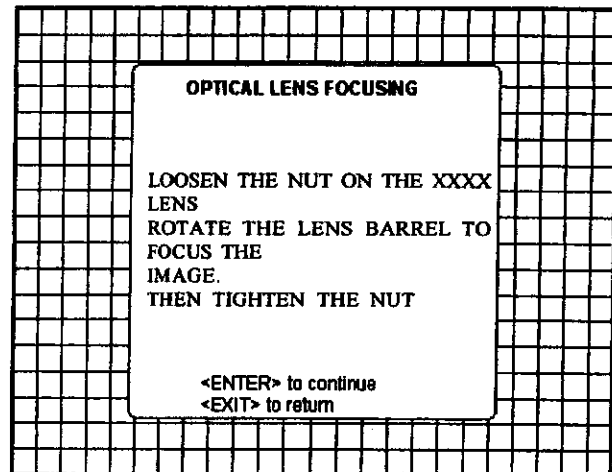 OPTICAL LENS FOCUSING
LOOSEN THE NUT ON THE XXXX
LENS
ROTATE THE LENS BARREL TO
FOCUS THE
IMAGE.
THEN TIGHTEN THE NUT
<ENTER> to continue
<EXIT> to return